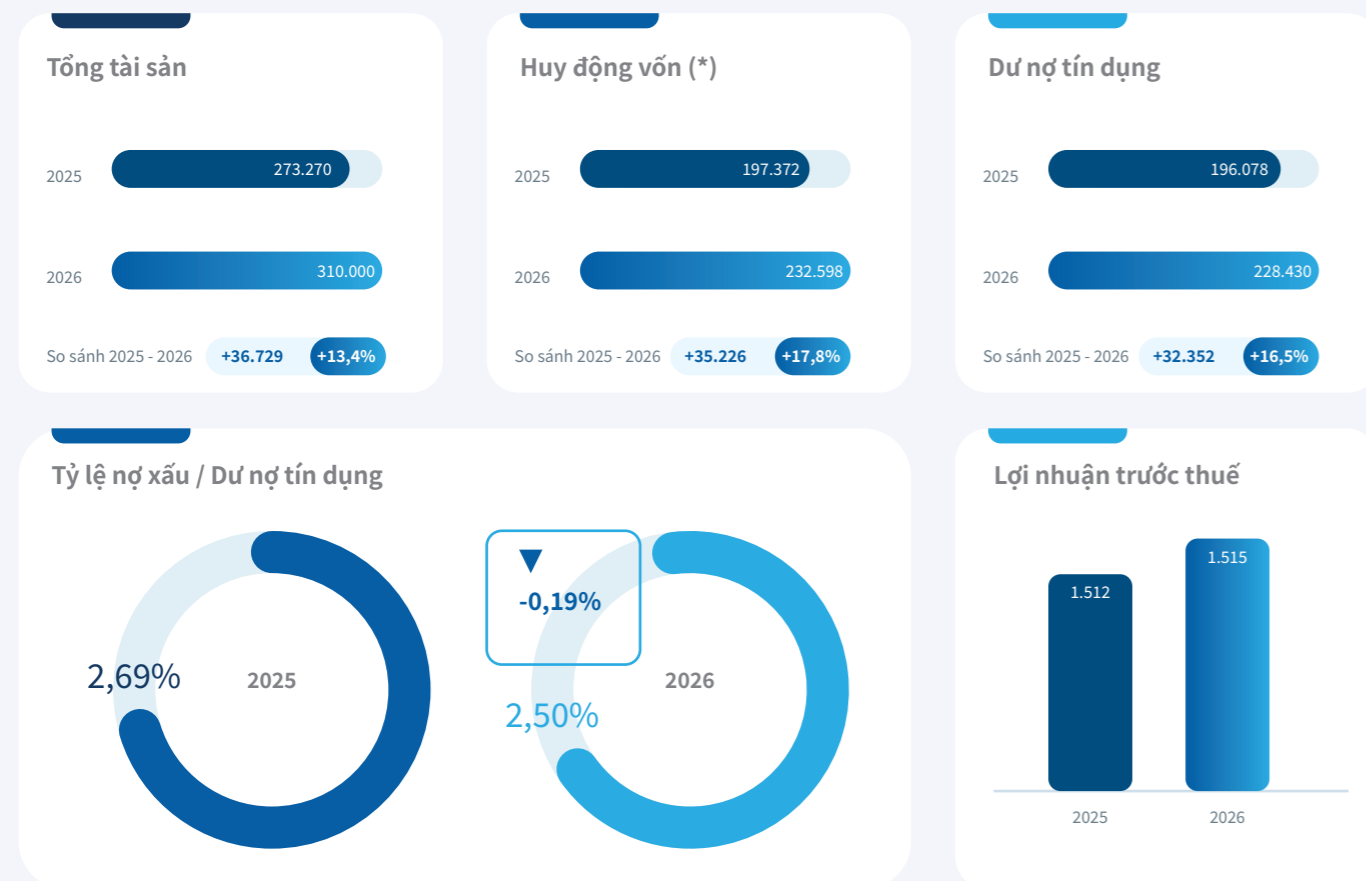 Tổng tài sản
2025
273.270
2026
310.000
So sánh 2025 - 2026 +36.729 +13,4%
Huy động vốn (*)
2025
197.372
2026
232.598
So sánh 2025 - 2026 +35.226 +17,8%
Dư nợ tín dụng
2025
196.078
2026
228.430
So sánh 2025 - 2026 +32.352 +16,5%
Tỷ lệ nợ xấu / Dư nợ tín dụng
2,69%
2025
-0,19%
2,50%
2026
Lợi nhuận trước thuế
1.512
1.515
2025
2026